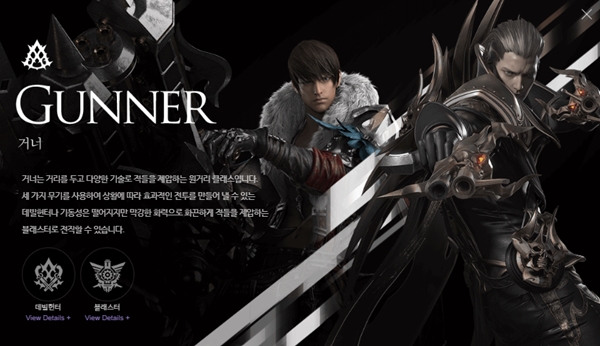 GUNNER
거너
거너는 거리를 두고 다양한 기술로 적들을 제압하는 원거리 클래스입니다.
세 가지 무기를 사용하여 상황에 따라 효과적인 전투를 만들어 낼 수 있는
데빌헌터나 기동성은 떨어지지만 막강한 화력으로 화끈하게 적들을 제압하는
블래스터로 전직할 수 있습니다.
데빌헌터 블래스터
View Details + View Details +